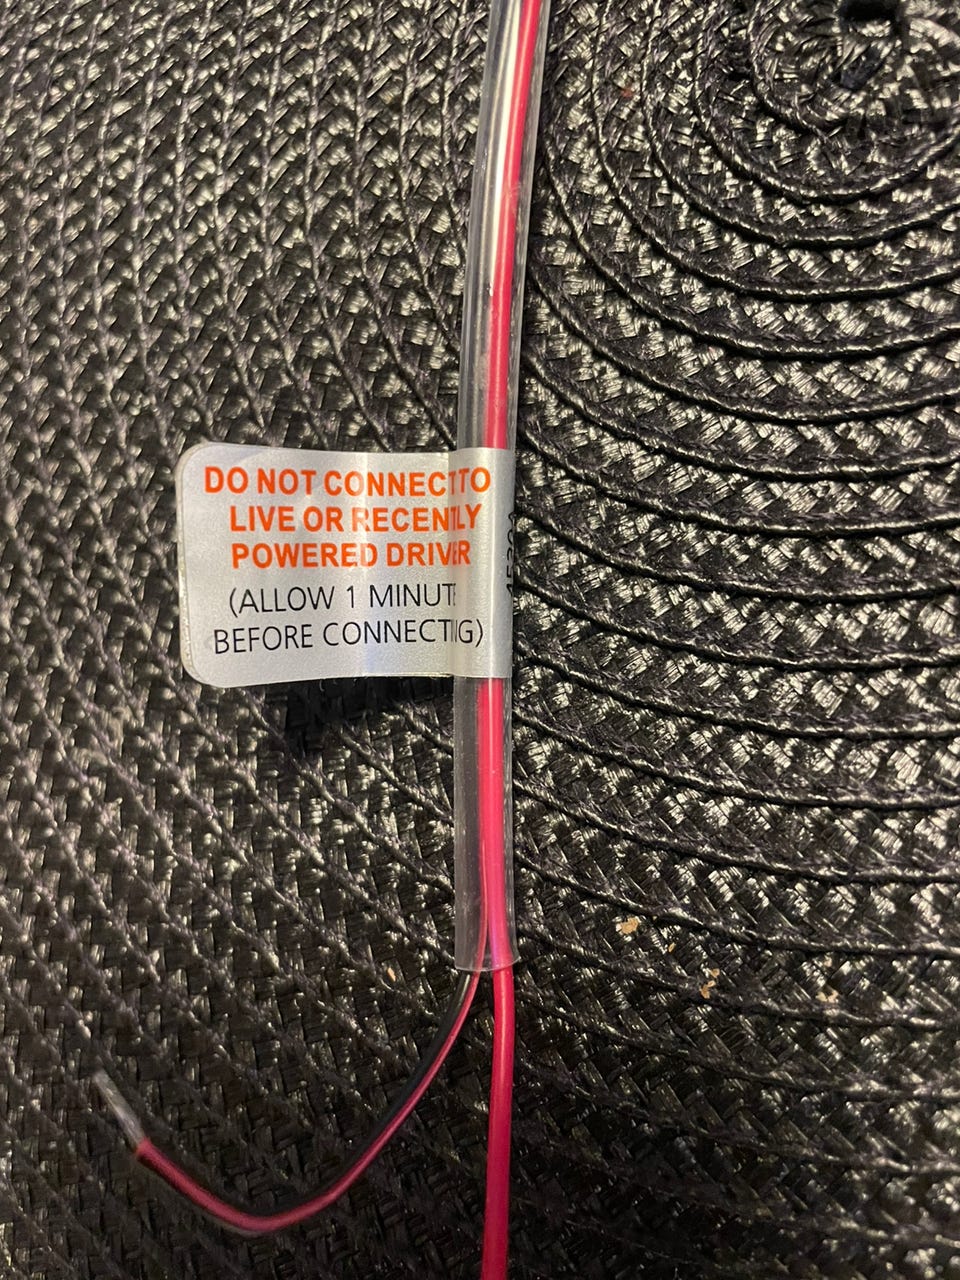 DO NOT CONNECT TO
LIVE OR RECENTLY
POWERED DRIVER
(ALLOW 1 MINUTE
BEFORE CONNECTING)